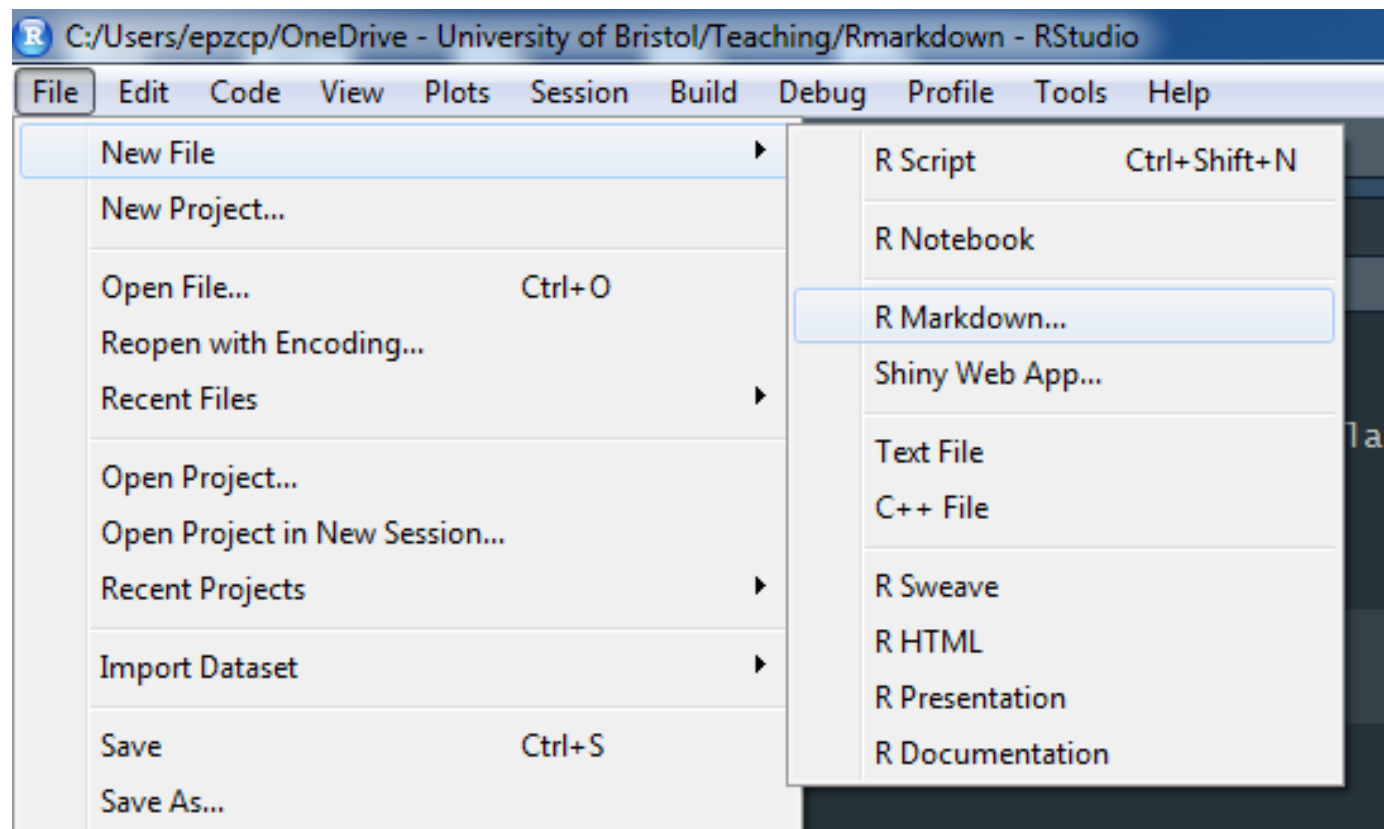 R C:/Users/epzcp/OneDrive - University of Bristol/Teaching/Rmarkdown - RStudio
File Edit Code View Plots Session Build Debug Profile Tools Help
New File
New Project...
Open File... Ctrl+O
Reopen with Encoding...
Recent Files
Open Project...
Open Project in New Session...
Recent Projects
Import Dataset
Save Ctrl+S
Save As...
R Script Ctrl+Shift+N
R Notebook
R Markdown...
Shiny Web App...
Text File
C++ File
R Sweave
R HTML
R Presentation
R Documentation
la